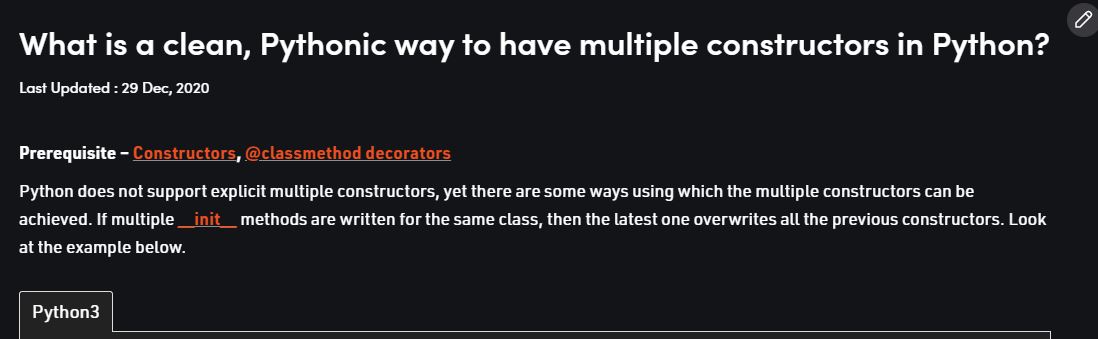 What is a clean, Pythonic way to have multiple constructors in Python?
Last Updated : 29 Dec, 2020
Prerequisite – Constructors, @classmethod decorators
Python does not support explicit multiple constructors, yet there are some ways using which the multiple constructors can be
achieved. If multiple __init__ methods are written for the same class, then the latest one overwrites all the previous constructors. Look
at the example below.
Python3